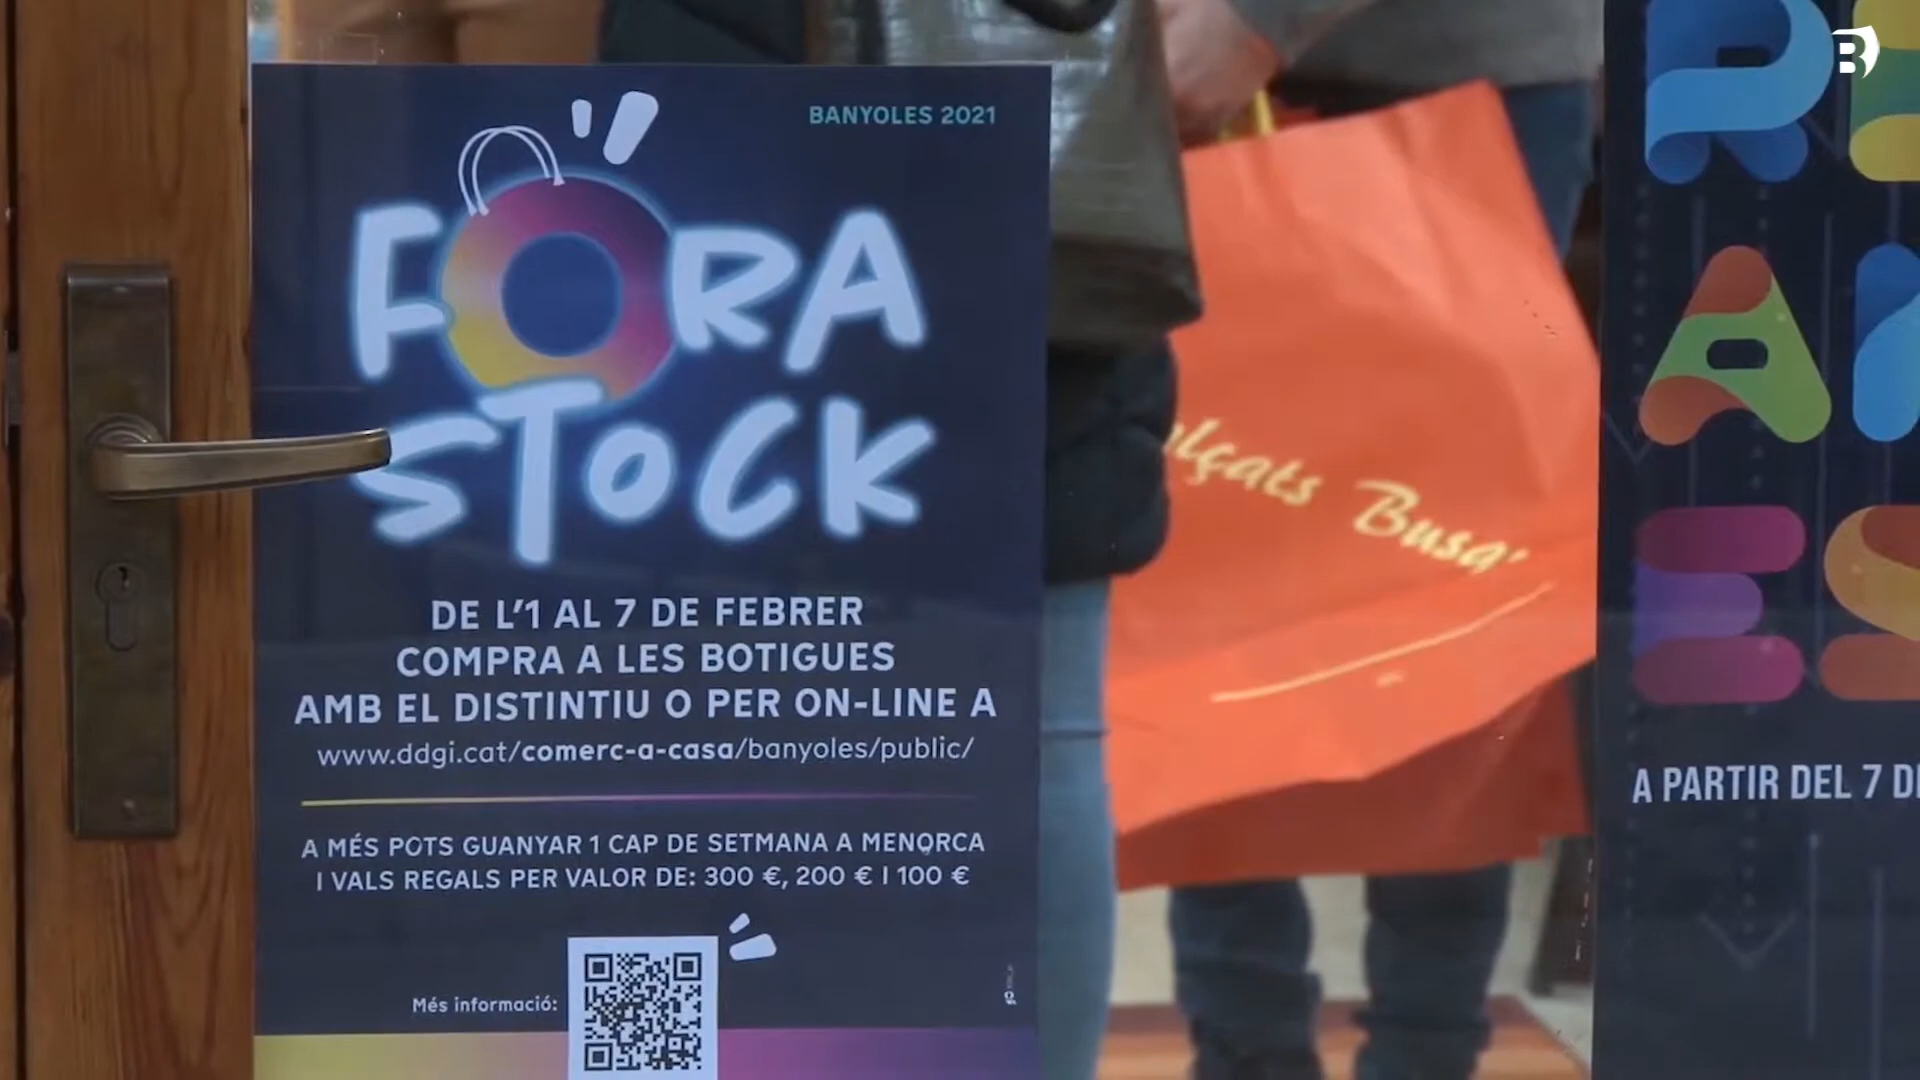 BANYOLES 2021
FORA
STOCK
DE L'1 AL 7 DE FEBRER
COMPRA A LES BOTIGUES
AMB EL DISTINTIU O PER ON-LINE A
www.ddgi.cat/comerc-a-casa/banyoles/public/
A MÉS POTS GUANYAR 1 CAP DE SETMANA A MENORCA
I VALS REGALS PER VALOR DE: 300 €, 200 € I 100 €
Més informació:
Busa'
A PARTIR DEL 7
B